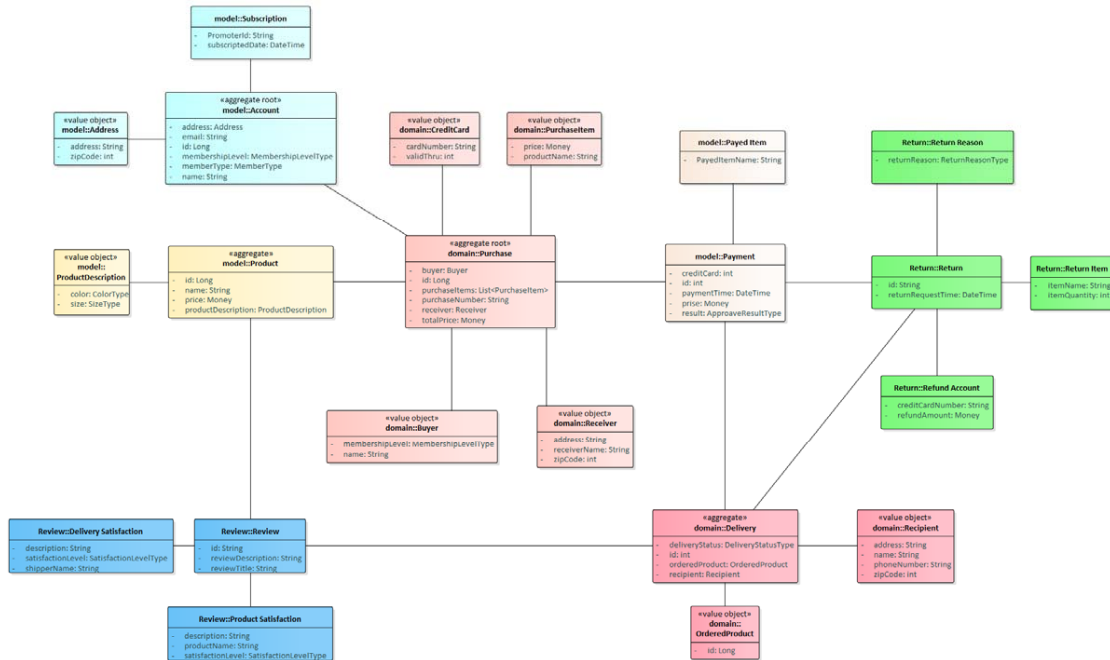 model::Subscription
- PromoterId: String
- subscriptedDate: DateTime
«aggregate root»
model::Account
- address: Address
- email: String
- id: Long
- membershipLevel: MembershipLevelType
- memberType: MemberType
- name: String
«value object»
model::Address
- address: String
- zipCode: int
«value object»
domain::CreditCard
- cardNumber: String
- validThru: int
«value object»
domain::PurchaseItem
- price: Money
- productName: String
model::Payed Item
- PayedItemName: String
Return::Return Reason
- returnReason: ReturnReasonType
«value object»
model::
ProductDescription
- color: ColorType
- size: SizeType
«aggregate»
model::Product
- id: Long
- name: String
- price: Money
- productDescription: ProductDescription
«aggregate root»
domain::Purchase
- buyer: Buyer
- id: Long
- purchaseItems: List<PurchaseItem>
- purchaseNumber: String
- receiver: Receiver
- totalPrice: Money
model::Payment
- creditCard: int
- id: int
- paymentTime: DateTime
- prise: Money
- result: ApproaveResultType
Return::Return
- id: String
- returnRequestTime: DateTime
Return::Return Item
- itemName: String
- itemQuantity: int
Return::Refund Account
- creditCardNumber: String
- refundAmount: Money
«value object»
domain::Buyer
- membershipLevel: MembershipLevelType
- name: String
«value object»
domain::Receiver
- address: String
- receiverName: String
- zipCode: int
Review::Delivery Satisfaction
- description: String
- satisfactionLevel: SatisfactionLevelType
- shipperName: String
Review::Review
- id: String
- reviewDescription: String
- reviewTitle: String
«aggregate»
domain::Delivery
- deliveryStatus: DeliveryStatusType
- id: int
- orderedProduct: OrderedProduct
- recipient: Recipient
«value object»
domain::Recipient
- address: String
- name: String
- phoneNumber: String
- zipCode: int
Review::Product Satisfaction
- description: String
- productName: String
- satisfactionLevel: SatisfactionLevelType
«value object»
domain::
OrderedProduct
- id: Long